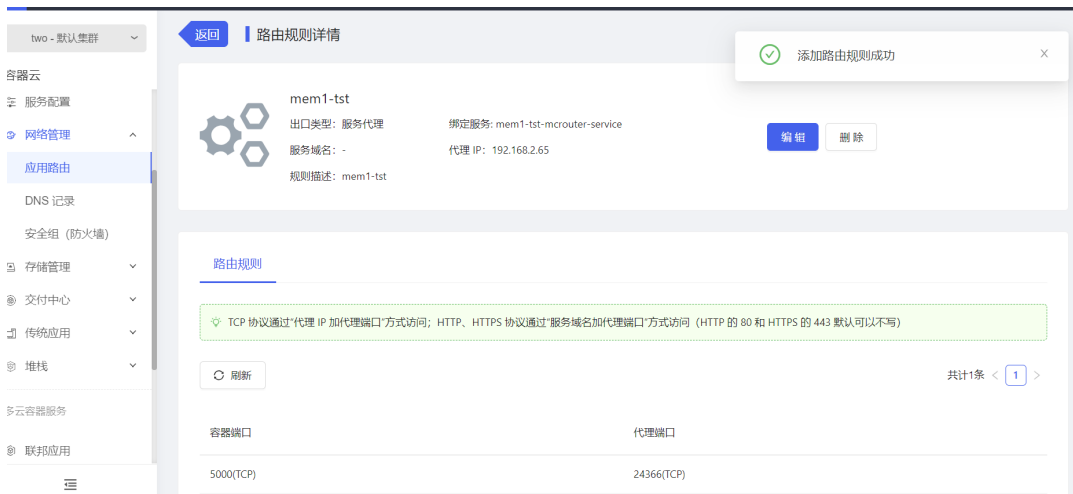 two - 默认集群
容器云
服务配置
网络管理
应用路由
DNS 记录
安全组（防火墙）
存储管理
交付中心
传统应用
堆栈
多云容器服务
联邦应用
返回
路由规则详情
添加路由规则成功
mem1-tst
出口类型：服务代理 绑定服务: mem1-tst-mcrouter-service
服务域名：- 代理 IP：192.168.2.65
规则描述：mem1-tst
编 辑 删 除
路由规则
TCP 协议通过“代理 IP 加代理端口”方式访问；HTTP、HTTPS 协议通过“服务域名加代理端口”方式访问（HTTP 的 80 和 HTTPS 的 443 默认可以不写）
刷新
共计1条 < 1 >
容器端口 代理端口
5000(TCP) 24366(TCP)